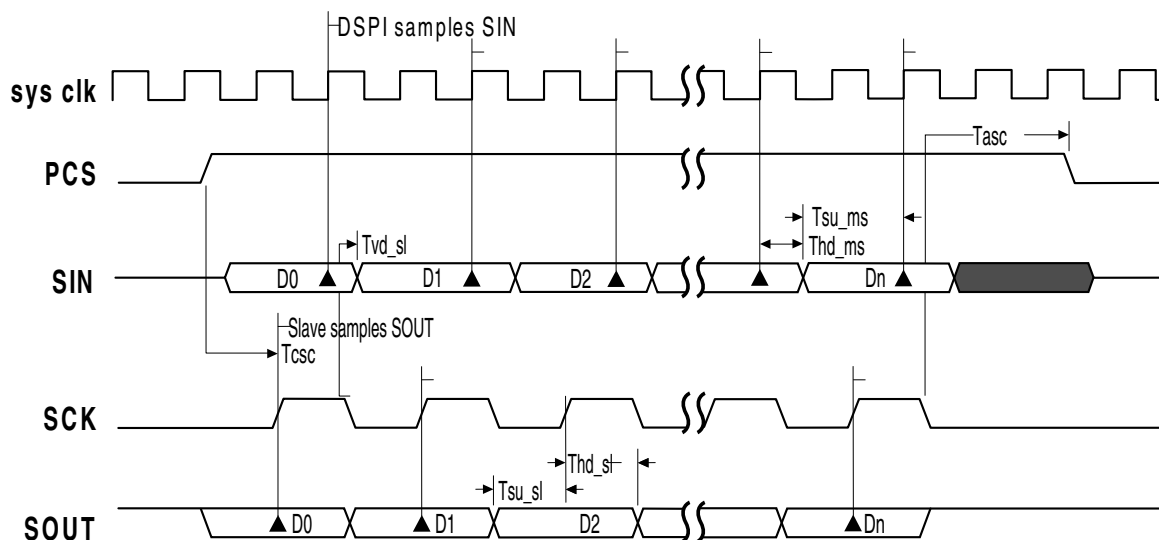 DSPI samples SIN
sys clk
Tasc
PCS
Tsu_ms
Tvd_sl
Thd_ms
SIN D0 D1 D2 Dn
Slave samples SOUT
Tcsc
SCK
Thd_sl
Tsu_sl
SOUT D0 D1 D2 Dn